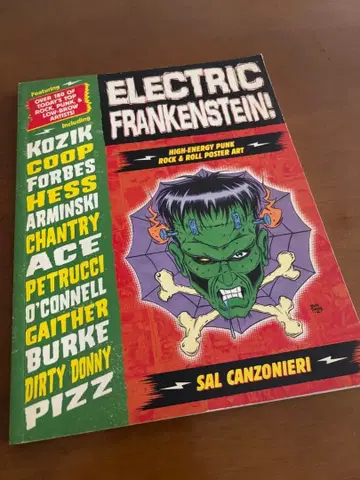 Featuring
OVER 180 OF
TODAY'S TOP
ROCK, PUNK, &
LOW-BROW
ARTISTS!
Including
KOZIK
COOP
FORBES
HESS
ARMINSKI
CHANTRY
ACE
PETRUCCI
O'CONNELL
GAITHER
BURKE
DIRTY DONNY
PIZZ
ELECTRIC
FRANKENSTEIN!
HIGH-ENERGY PUNK
ROCK & ROLL POSTER ART
SAL CANZONIERI